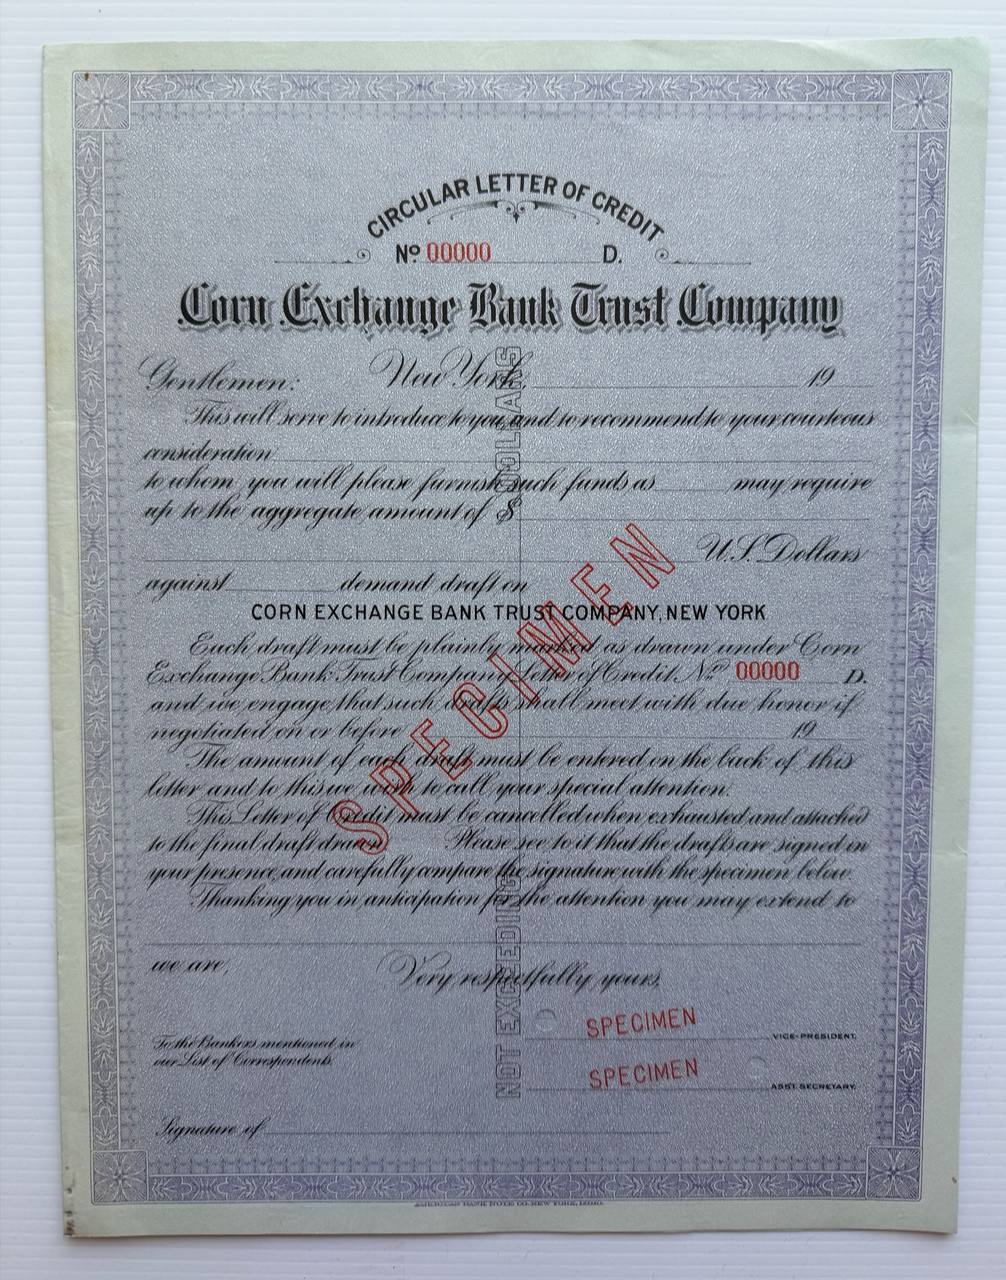 CIRCULAR LETTER OF CREDIT
No 00000 D.
Corn Exchange Bank Trust Company
Gentlemen: New York, 19
This will serve to introduce to you and to recommend to your courteous
consideration
to whom you will please furnish such funds as may require
up to the aggregate amount of $
U.S. Dollars
against demand draft on
CORN EXCHANGE BANK TRUST COMPANY, NEW YORK
Each draft must be plainly marked as drawn under Corn
Exchange Bank Trust Company Letter of Credit No 00000 D.
and we engage that such drafts shall meet with due honor if
negotiated on or before 19
The amount of each draft must be entered on the back of this
letter and to this we wish to call your special attention.
This Letter of Credit must be cancelled when exhausted and attached
to the final draft drawn. Please see to it that the drafts are signed in
your presence, and carefully compare the signature with the specimen below.
Thanking you in anticipation for the attention you may extend to
we are,
Very respectfully yours,
SPECIMEN
VICE-PRESIDENT.
To the Bankers mentioned in
our List of Correspondents.
SPECIMEN
ASST. SECRETARY.
Signature of
AMERICAN BANK NOTE CO. NEW YORK
SPECIMEN
NOT EXCEEDING DOLLARS